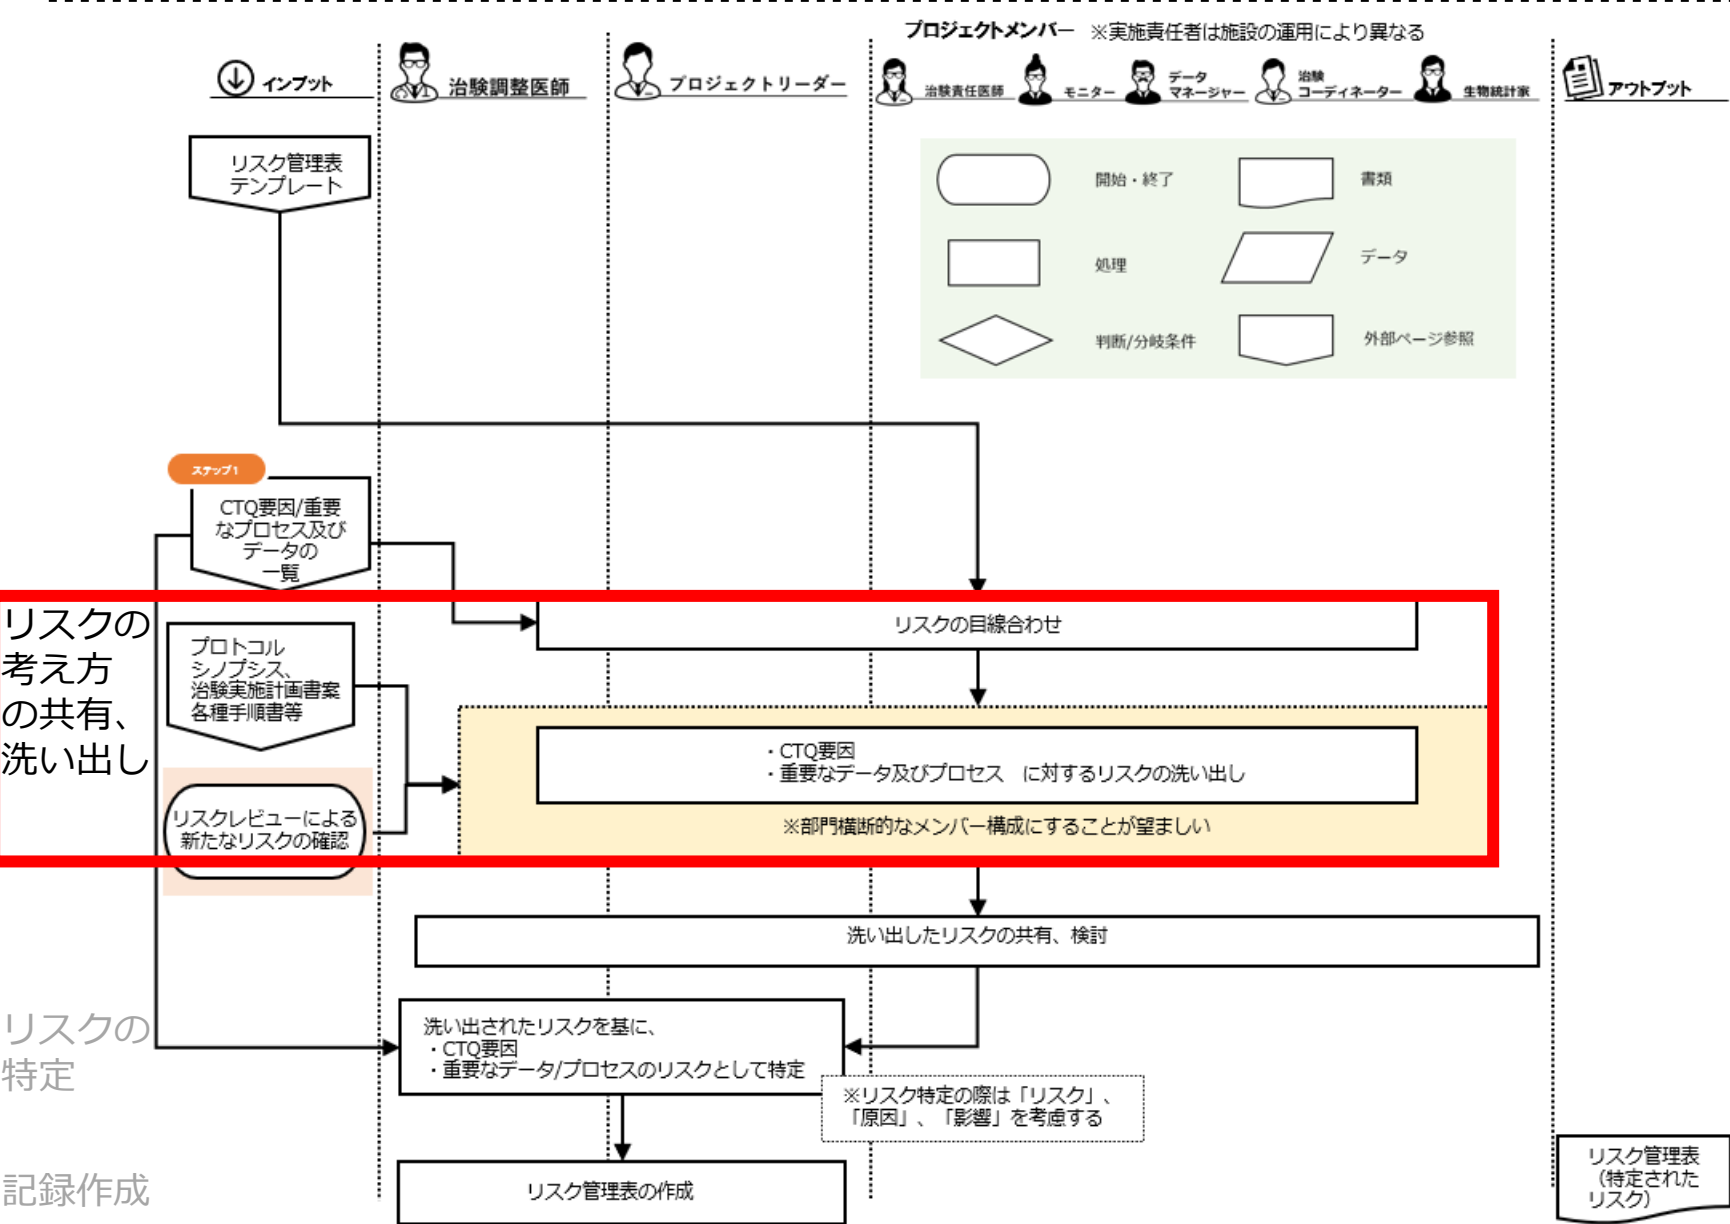 プロジェクトメンバー ※実施責任者は施設の運用により異なる
インプット
治験調整医師
プロジェクトリーダー
治験責任医師
モニター
データ
マネージャー
治験
コーディネーター
生物統計家
アウトプット
リスク管理表
テンプレート
開始・終了
書類
処理
データ
判断/分岐条件
外部ページ参照
ステップ1
CTQ要因/重要
なプロセス及び
データの
一覧
リスクの
考え方
の共有、
洗い出し
リスクの目線合わせ
プロトコル
シノプシス、
治験実施計画書案
各種手順書等
・CTQ要因
・重要なデータ及びプロセス に対するリスクの洗い出し
※部門横断的なメンバー構成にすることが望ましい
リスクレビューによる
新たなリスクの確認
洗い出したリスクの共有、検討
リスクの
特定
洗い出されたリスクを基に、
・CTQ要因
・重要なデータ/プロセスのリスクとして特定
※リスク特定の際は「リスク」、
「原因」、「影響」を考慮する
記録作成
リスク管理表の作成
リスク管理表
（特定された
リスク）